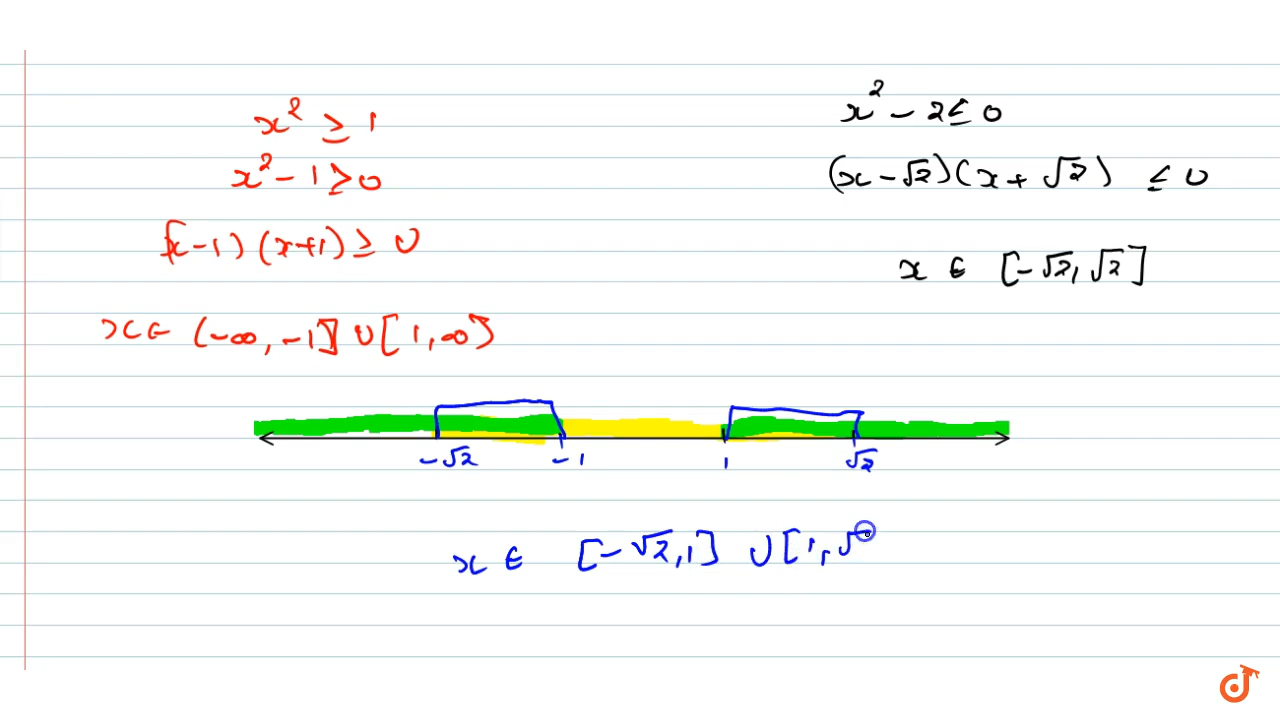 x² ≥ 1
x² - 1 ≥ 0
(x-1) (x+1) ≥ 0
x ∈ (-∞, -1] ∪ [1, ∞)
x² - 2 ≤ 0
(x - √2) (x + √2) ≤ 0
x ∈ [-√2, √2]
-√2 -1 1 √2
x ∈ [-√2, 1] ∪ [1, √